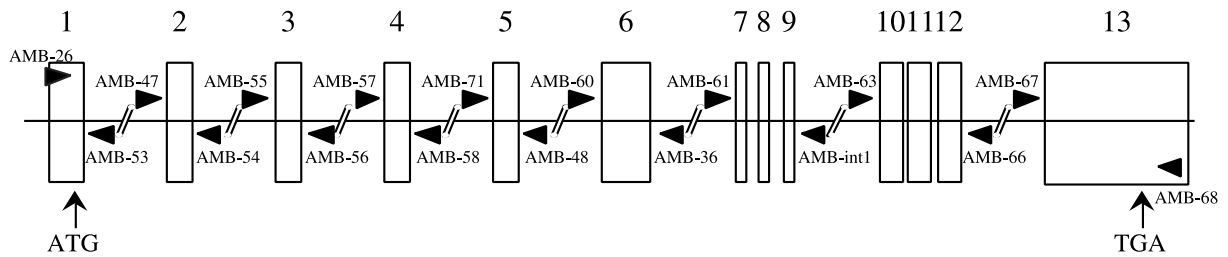 1 2 3 4 5 6 7 8 9 10 11 12 13
AMB-26
AMB-47 AMB-55 AMB-57 AMB-71 AMB-60 AMB-61 AMB-63 AMB-67
AMB-53 AMB-54 AMB-56 AMB-58 AMB-48 AMB-36 AMB-int1 AMB-66
AMB-68
ATG TGA